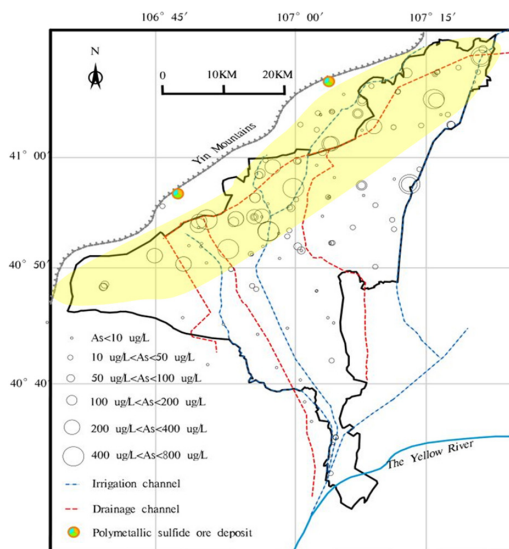 106° 45'
107° 00'
107° 15'
N
0
10KM
20KM
Yin Mountains
41° 00'
40° 50'
40° 40'
As<10 ug/L
10 ug/L<As<50 ug/L
50 ug/L<As<100 ug/L
100 ug/L<As<200 ug/L
200 ug/L<As<400 ug/L
400 ug/L<As<800 ug/L
Irrigation channel
Drainage channel
Polymetallic sulfide ore deposit
The Yellow River